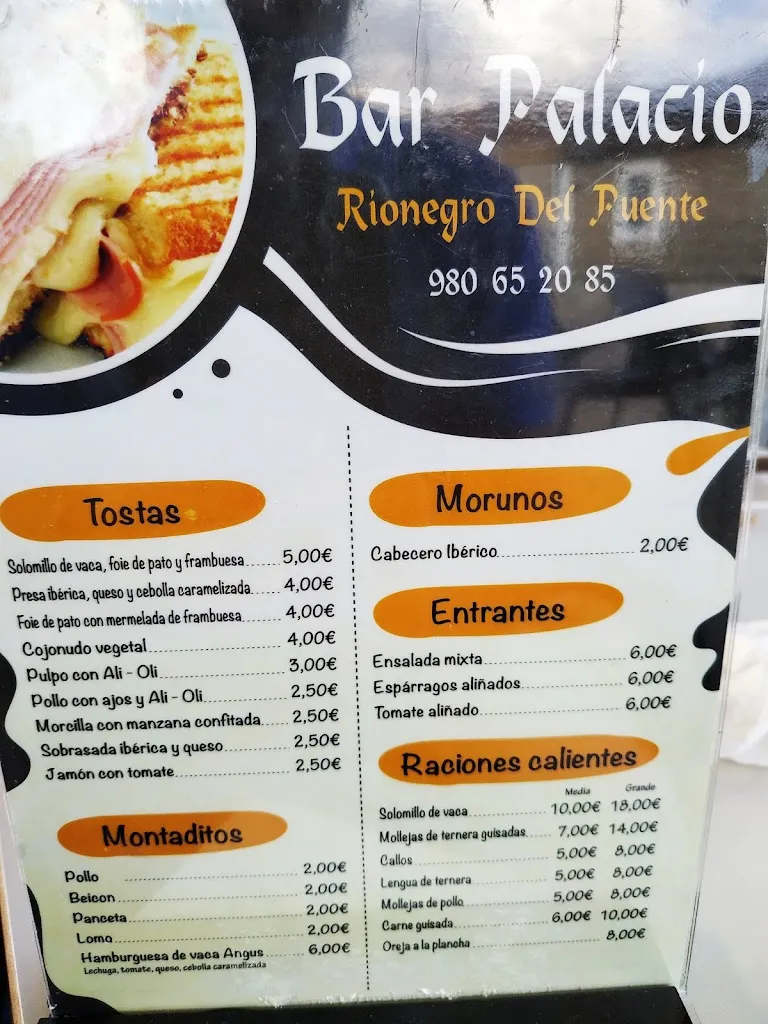 Bar Palacio
Rionegro Del Puente
980 65 20 85
Tostas
Solomillo de vaca, foie de pato y frambuesa 5,00€
Presa ibérica, queso y cebolla caramelizada 4,00€
Foie de pato con mermelada de frambuesa 4,00€
Cojonudo vegetal 4,00€
Pulpo con Ali - Oli 3,00€
Pollo con ajos y Ali - Oli 2,50€
Morcilla con manzana confitada 2,50€
Sobrasada ibérica y queso 2,50€
Jamón con tomate 2,50€
Montaditos
Pollo 2,00€
Beicon 2,00€
Panceta 2,00€
Lomo 2,00€
Hamburguesa de vaca Angus 6,00€
Lechuga, tomate, queso, cebolla caramelizada
Morunos
Cabecero Ibérico 2,00€
Entrantes
Ensalada mixta 6,00€
Espárragos aliñados 6,00€
Tomate aliñado 6,00€
Raciones calientes
Media Grande
Solomillo de vaca 10,00€ 18,00€
Mollejas de ternera guisadas 7,00€ 14,00€
Callos 5,00€ 8,00€
Lengua de ternera 5,00€ 8,00€
Mollejas de pollo 5,00€ 8,00€
Carne guisada 6,00€ 10,00€
Oreja a la plancha 8,00€